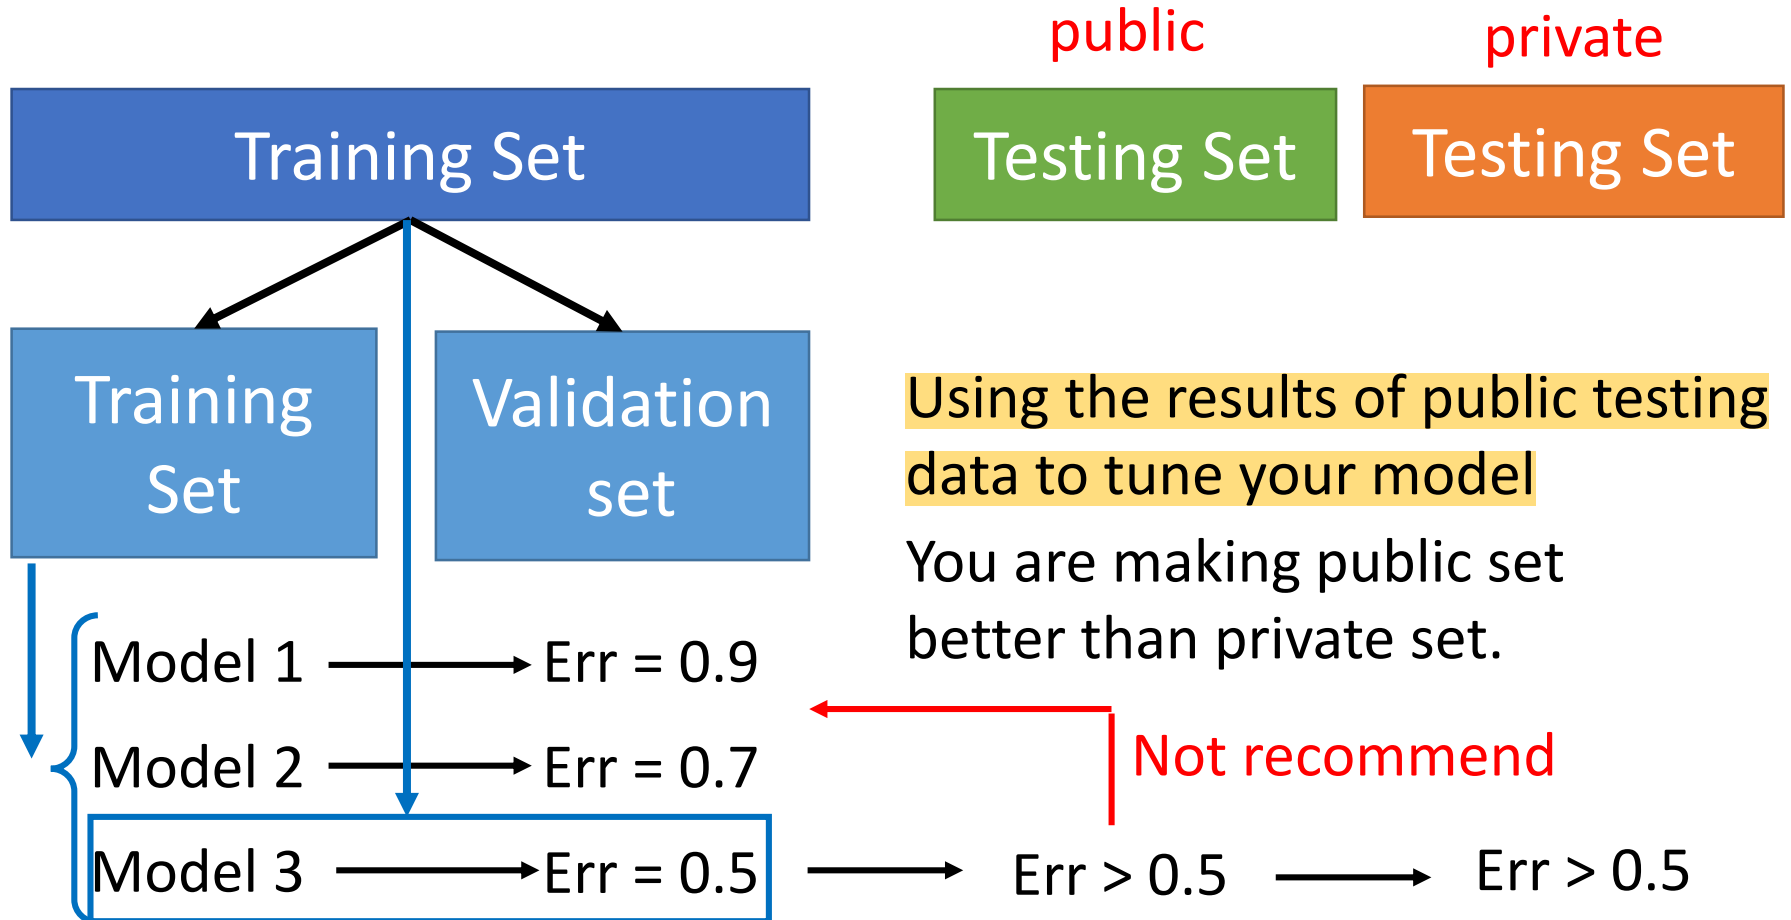 public
private
Training Set
Testing Set
Testing Set
Training
Set
Validation
set
Using the results of public testing
data to tune your model
You are making public set
better than private set.
Model 1
Err = 0.9
Model 2
Err = 0.7
Not recommend
Model 3
Err = 0.5
Err > 0.5
Err > 0.5